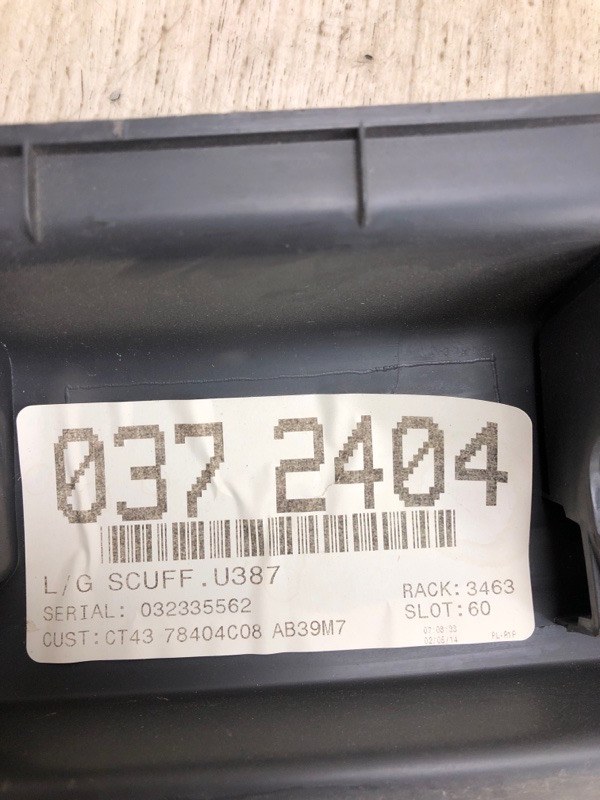 037 2404
L/G SCUFF.U387
SERIAL: 032335562
CUST:CT43 78404C08 AB39M7
RACK:3463
SLOT:60